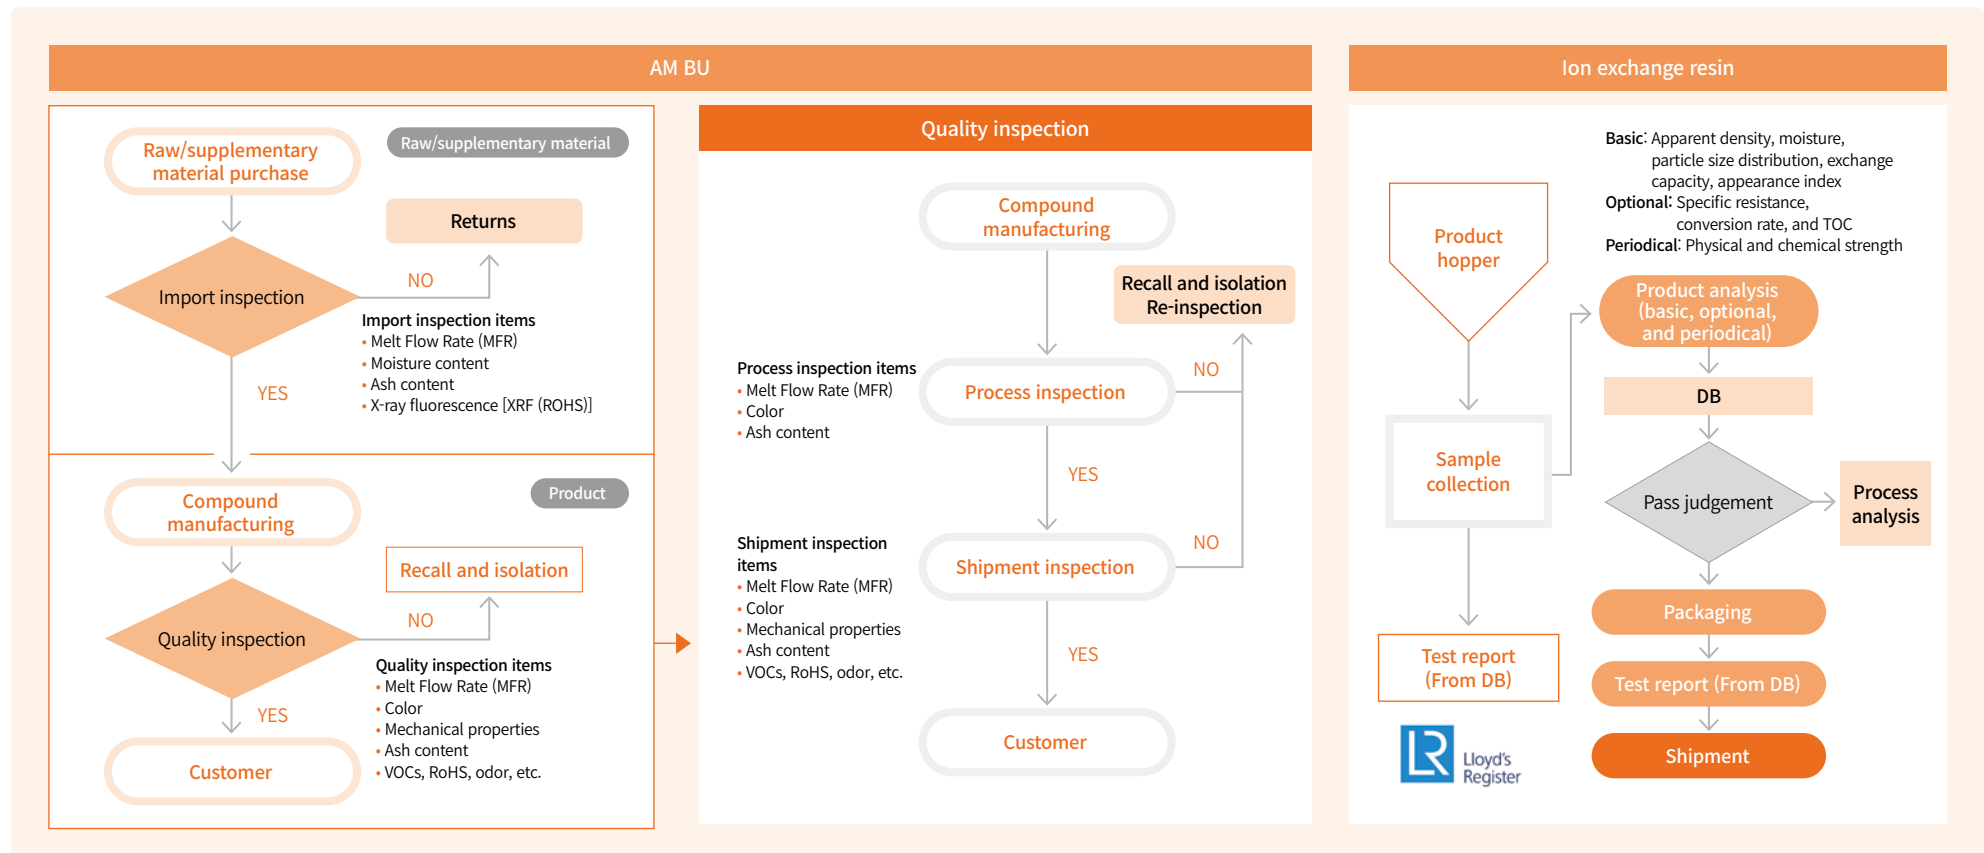 AM BU
Raw/supplementary
material purchase
Raw/supplementary material
Returns
Import inspection
NO
Import inspection items
• Melt Flow Rate (MFR)
• Moisture content
• Ash content
• X-ray fluorescence [XRF (ROHS)]
YES
Compound
manufacturing
Product
Recall and isolation
Quality inspection
NO
Quality inspection items
• Melt Flow Rate (MFR)
• Color
• Mechanical properties
• Ash content
• VOCs, RoHS, odor, etc.
YES
Customer
Quality inspection
Compound
manufacturing
Recall and isolation
Re-inspection
Process inspection items
• Melt Flow Rate (MFR)
• Color
• Ash content
Process inspection
NO
YES
Shipment inspection
items
• Melt Flow Rate (MFR)
• Color
• Mechanical properties
• Ash content
• VOCs, RoHS, odor, etc.
Shipment inspection
NO
YES
Customer
Ion exchange resin
Basic: Apparent density, moisture,
particle size distribution, exchange
capacity, appearance index
Optional: Specific resistance,
conversion rate, and TOC
Periodical: Physical and chemical strength
Product
hopper
Product analysis
(basic, optional,
and periodical)
DB
Sample
collection
Pass judgement
Process
analysis
Packaging
Test report
(From DB)
Test report (From DB)
Shipment
LR
Lloyd's
Register